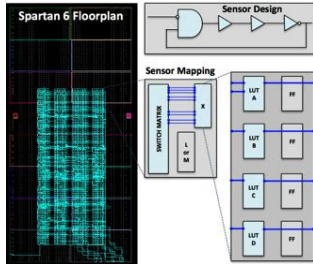 Spartan 6 Floorplan
Sensor Design
Sensor Mapping
SWITCH MATRIX
X
L
or
M
LUT
A
FF
LUT
B
FF
LUT
C
FF
LUT
D
FF